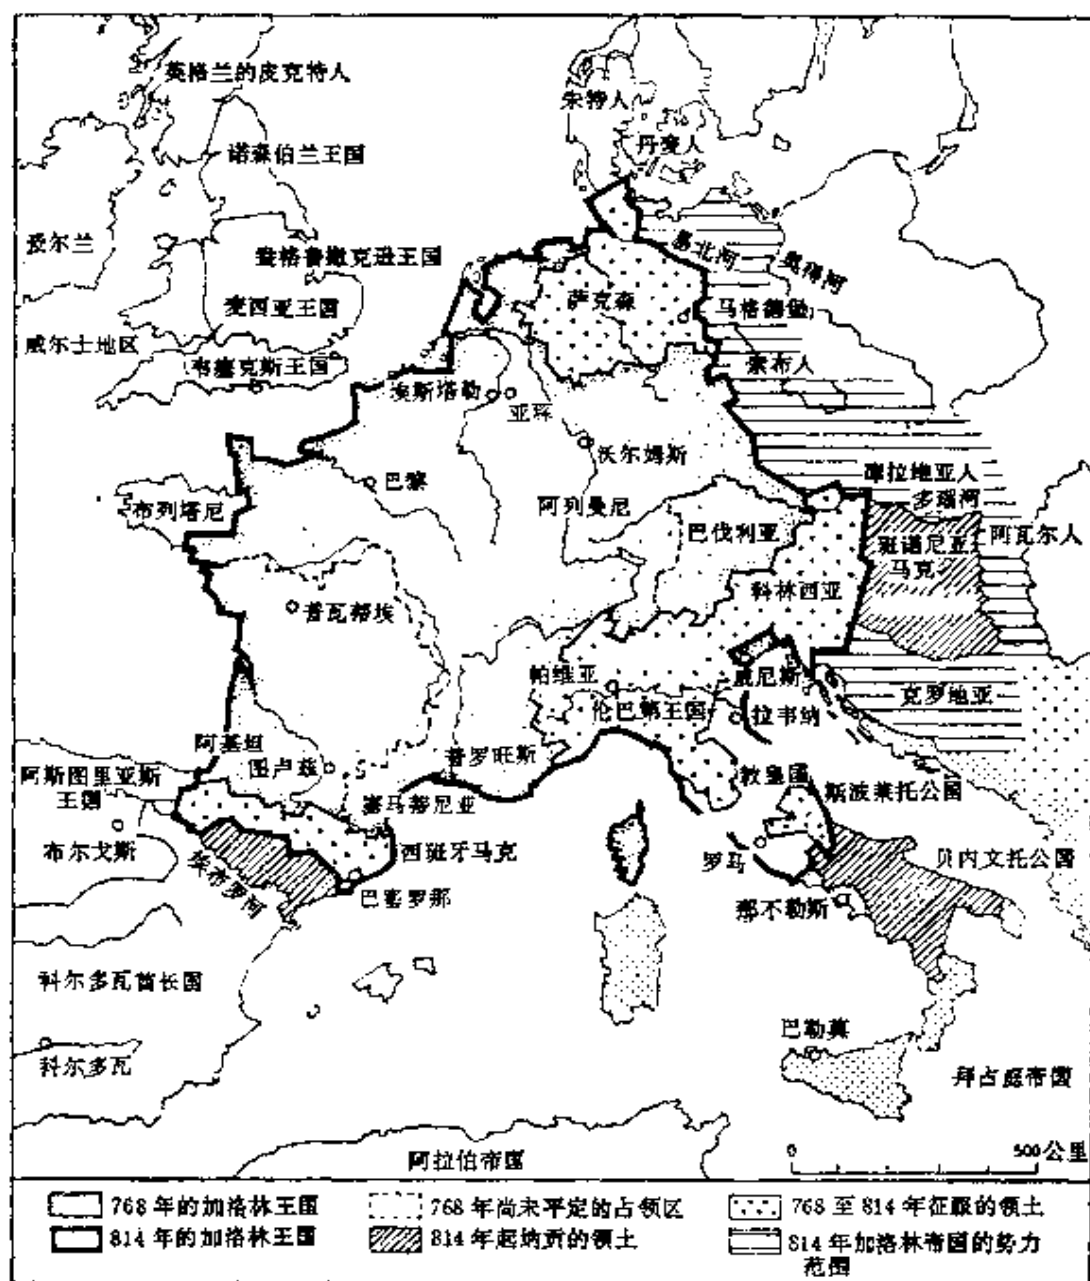 英格兰的皮克特人
朱特人
丹麦人
诺森伯兰王国
爱尔兰
盎格鲁撒克逊王国
易北河
奥得河
麦西亚王国
萨克森
马格德堡
威尔士地区
韦塞克斯王国
索布人
埃斯塔勒
亚琛
沃尔姆斯
摩拉地亚人
巴黎
多瑙河
布列塔尼
阿列曼尼
巴伐利亚
班诺尼亚
马克
阿瓦尔人
科林西亚
普瓦蒂埃
帕维亚
威尼斯
克罗地亚
伦巴第王国
拉韦纳
阿基坦
普罗旺斯
图卢兹
教皇国
阿斯图里亚斯
王国
斯波莱托公国
塞马蒂尼亚
布尔戈斯
西班牙马克
罗马
贝内文托公国
埃布罗河
巴塞罗那
那不勒斯
科尔多瓦酋长国
巴勒莫
科尔多瓦
拜占庭帝国
阿拉伯帝国
0 500公里
768年的加洛林王国
768年尚未平定的占领区
768至814年征服的领土
814年的加洛林王国
814年起纳贡的领土
814年加洛林帝国的势力
范围